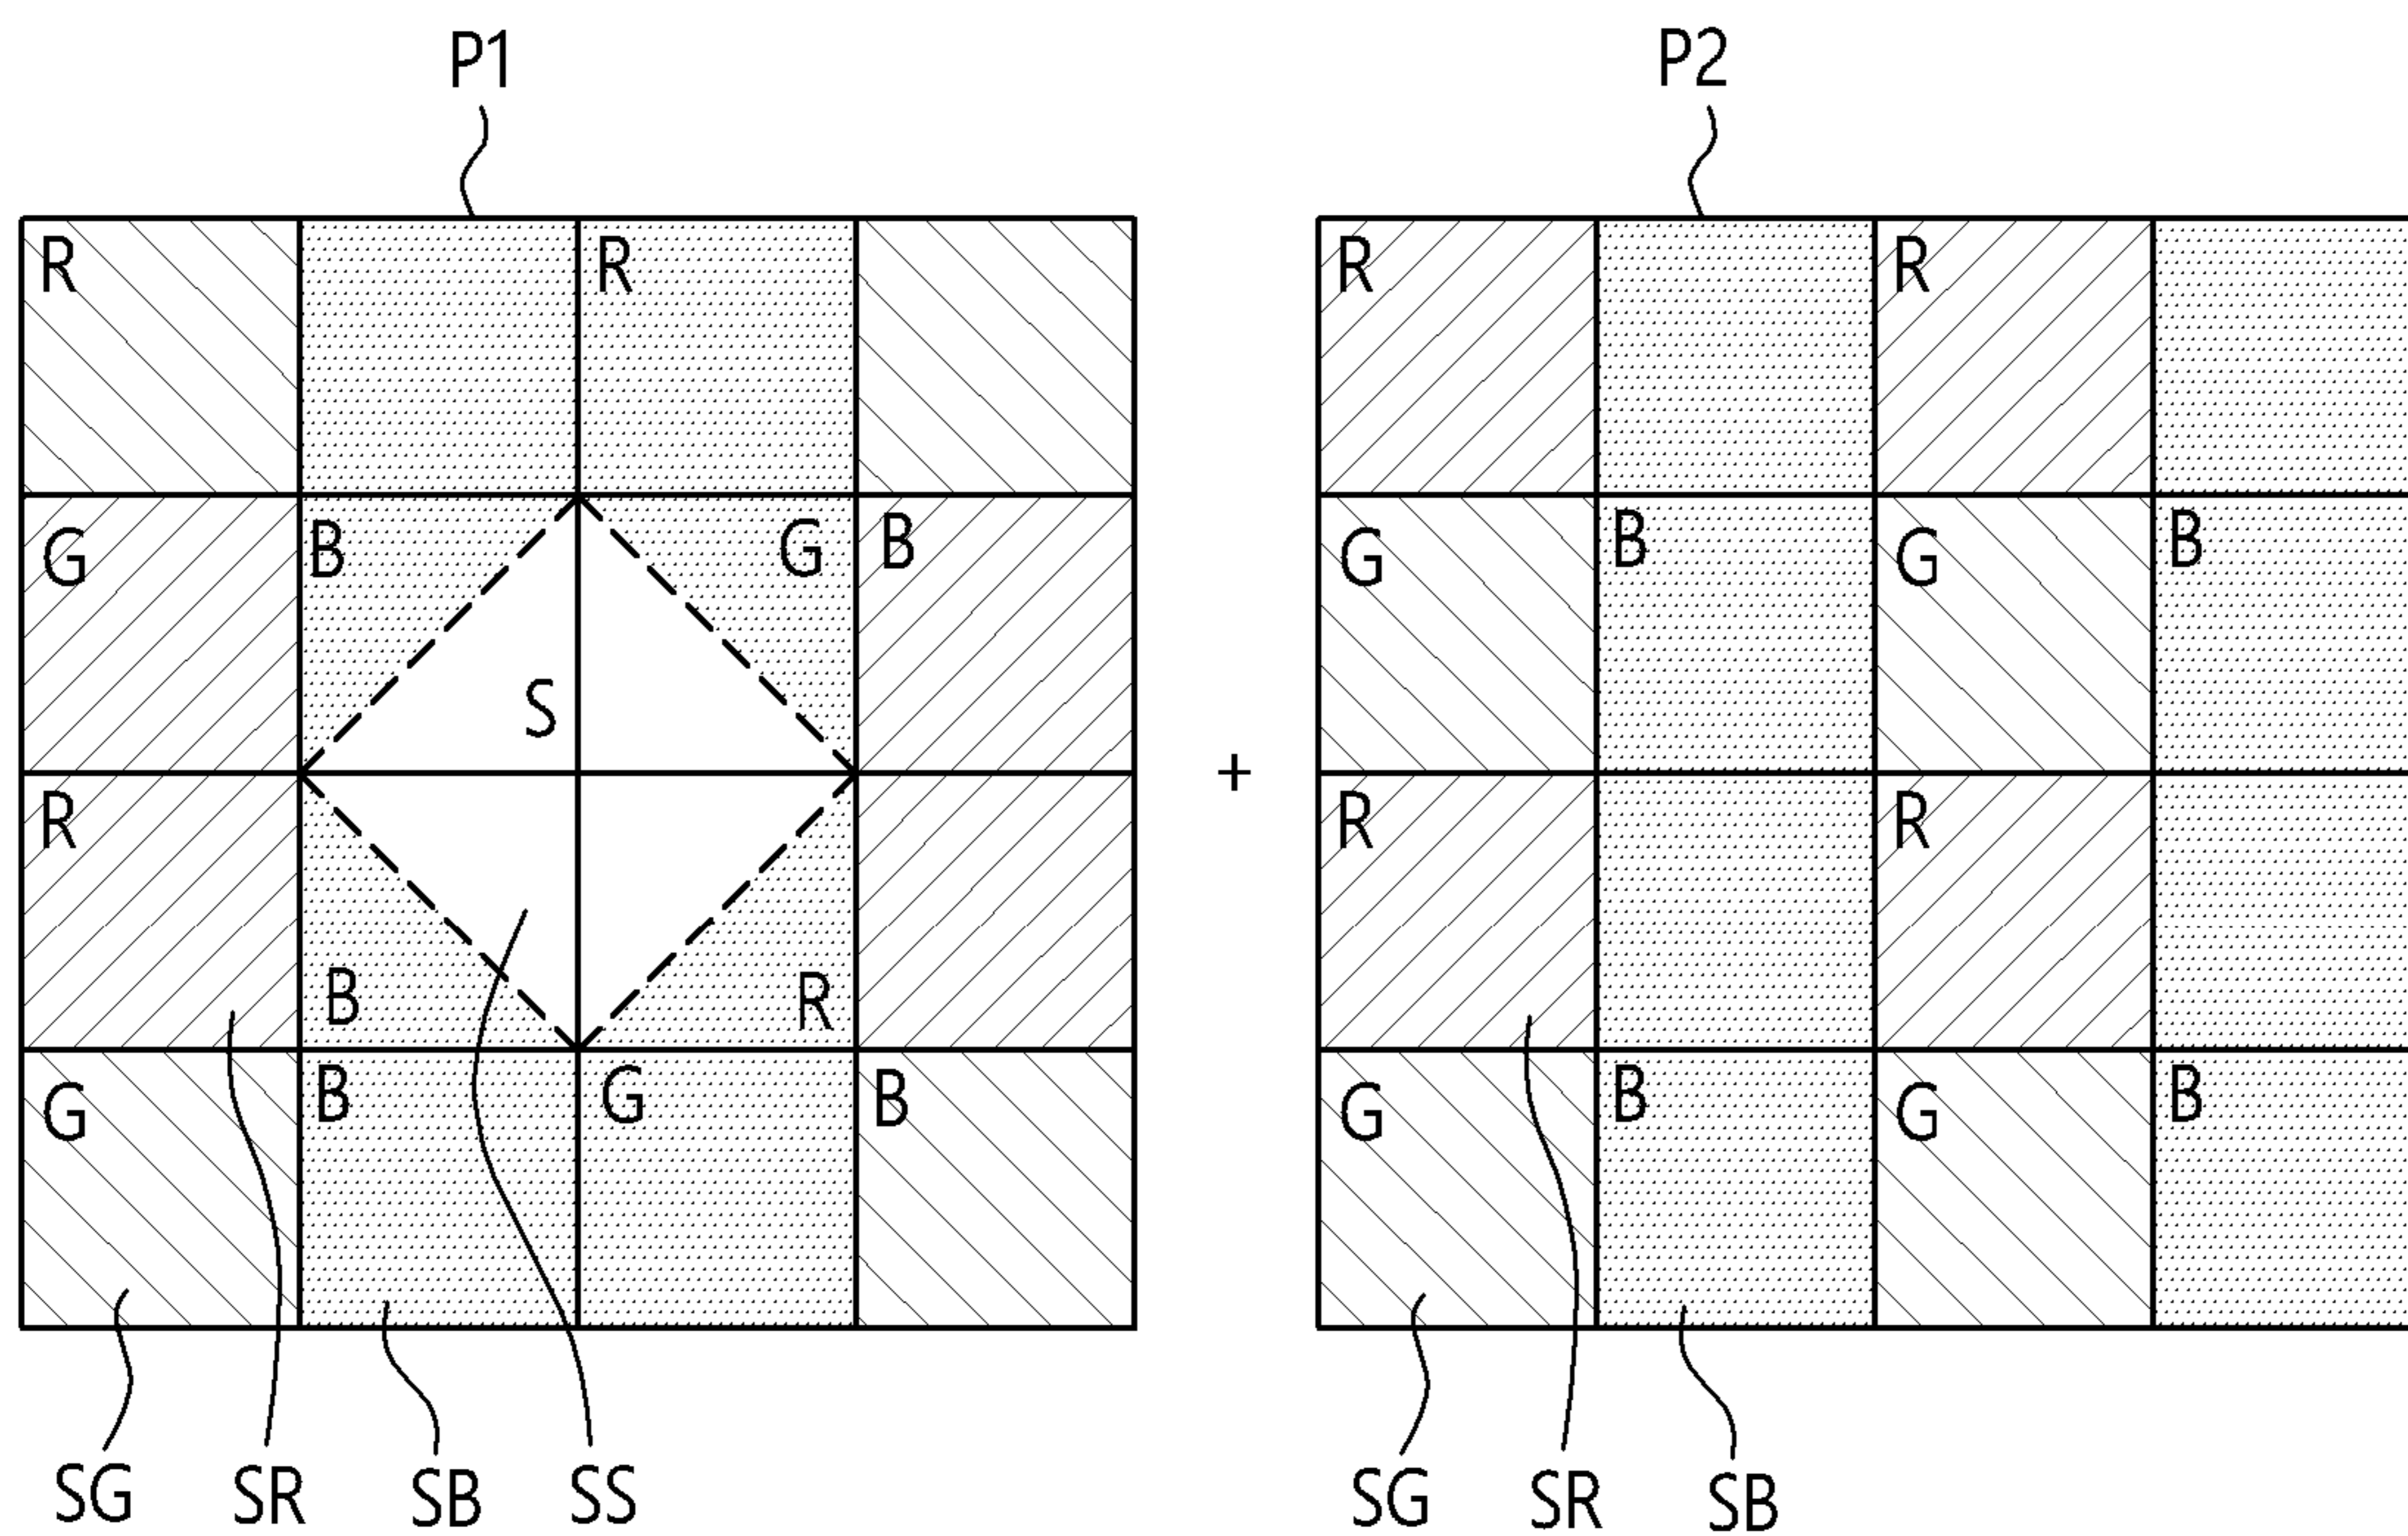 P1 P2
R R R R
G B G B G B G B
S
+
R R R
B R
G B G B G B G B
SG SR SB SS SG SR SB